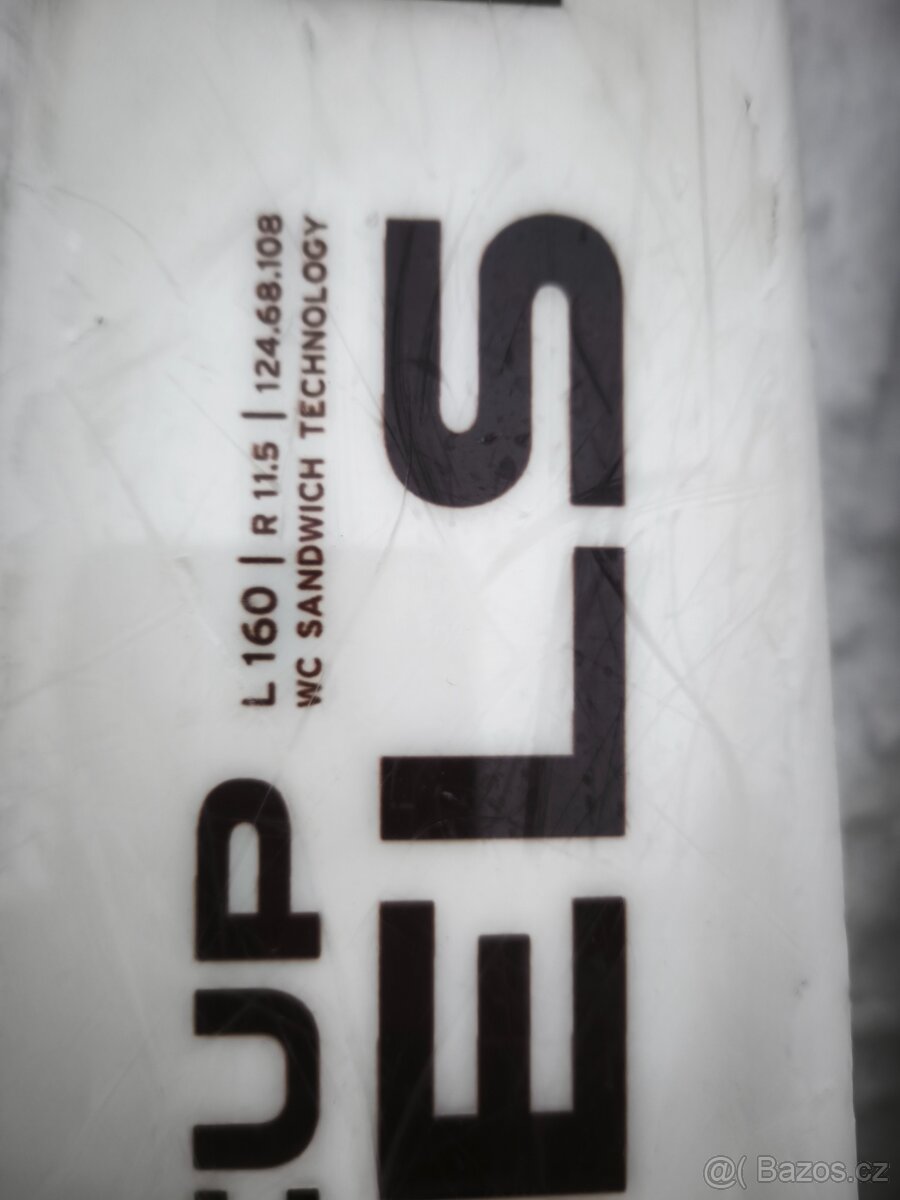 UP
L 160 | R 11.5 | 124.68.108
WC SANDWICH TECHNOLOGY
ELS
@( Bazos.cz